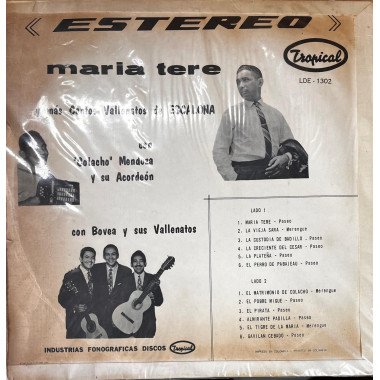 « ESTEREO »
maria tere
Tropical
LDE - 1302
y más Cantos Vallenatos de ESCALONA
con
"Colacho" Mendoza
y su Acordeón
con Bovea y sus Vallenatos
LADO 1
1. MARIA TERE - Paseo
2. LA VIEJA SARA - Merengue
3. LA CUSTODIA DE BADILLO - Paseo
4. LA CRECIENTE DEL CESAR - Paseo
5. LA PLATEÑA - Paseo
6. EL PERRO DE PABAJEAU - Paseo
LADO 2
1. EL MATRIMONIO DE COLACHO - Merengue
2. EL POBRE MIGUE - Paseo
3. EL PIRATA - Paseo
4. ALMIRANTE PADILLA - Paseo
5. EL TIGRE DE LA MARIA - Merengue
6. GAVILAN CEBADO - Paseo
INDUSTRIAS FONOGRAFICAS DISCOS Tropical